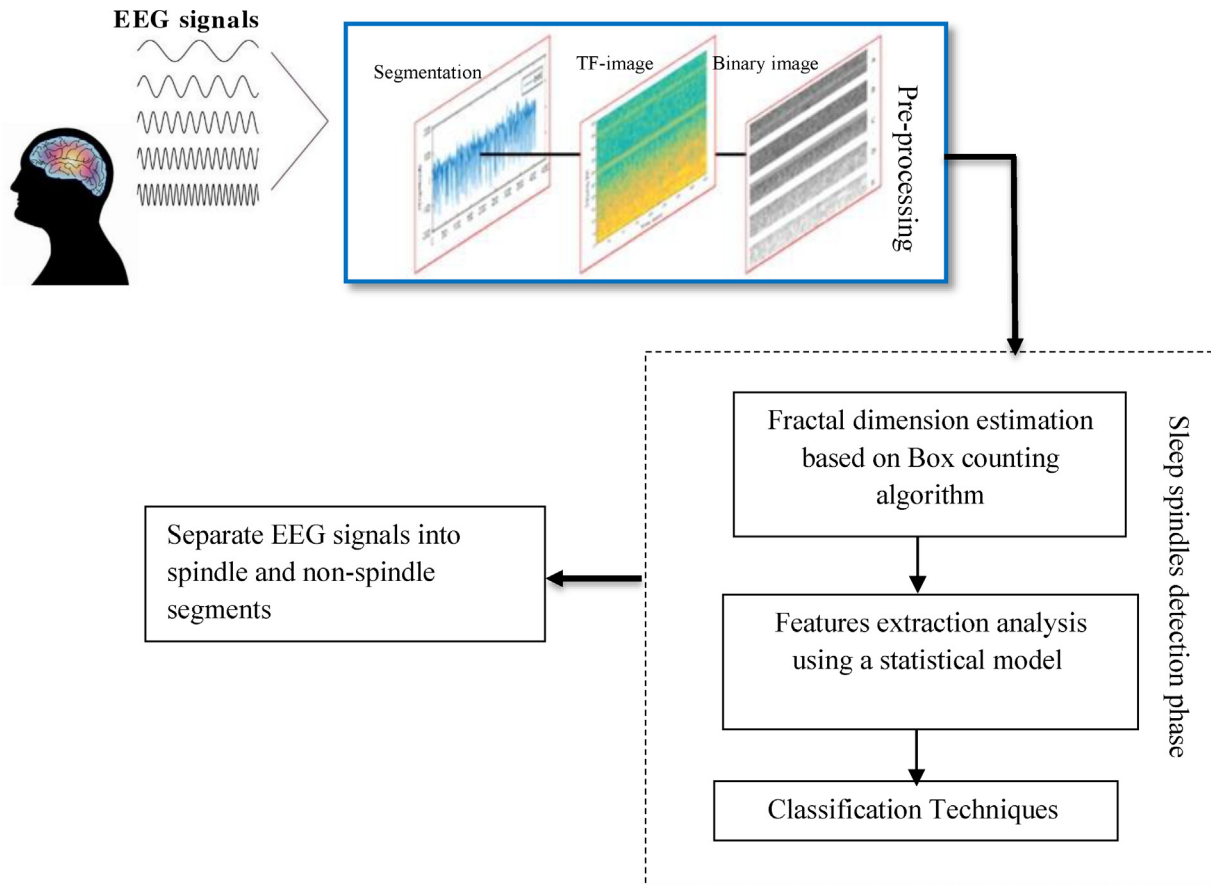 EEG signals
Segmentation
TF-image
Binary image
Pre-processing
Fractal dimension estimation
based on Box counting
algorithm
Features extraction analysis
using a statistical model
Classification Techniques
Sleep spindles detection phase
Separate EEG signals into
spindle and non-spindle
segments